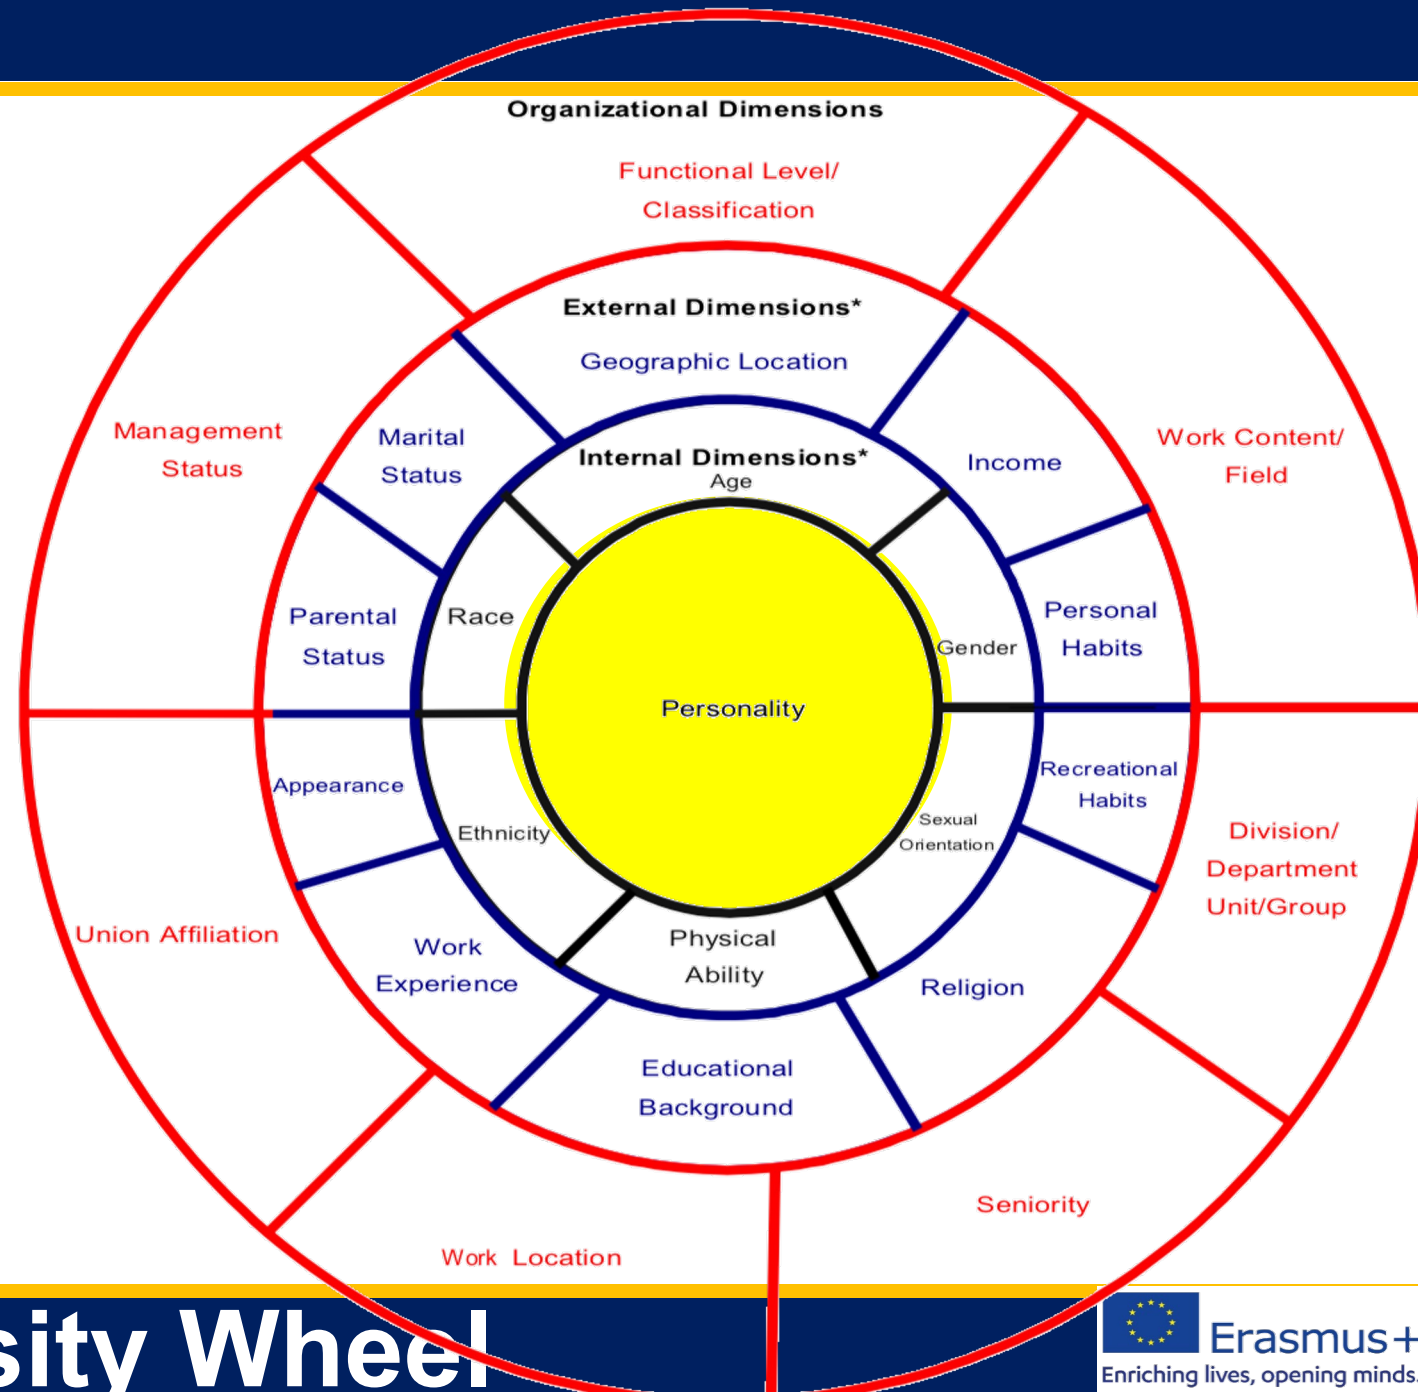 Organizational Dimensions
Functional Level/
Classification
External Dimensions*
Geographic Location
Internal Dimensions*
Age
Management
Status
Marital
Status
Income
Work Content/
Field
Parental
Status
Race
Gender
Personal
Habits
Personality
Appearance
Ethnicity
Sexual
Orientation
Recreational
Habits
Division/
Department
Unit/Group
Union Affiliation
Work
Experience
Physical
Ability
Religion
Educational
Background
Seniority
Work Location
sity Wheel
Erasmus+
Enriching lives, opening minds.